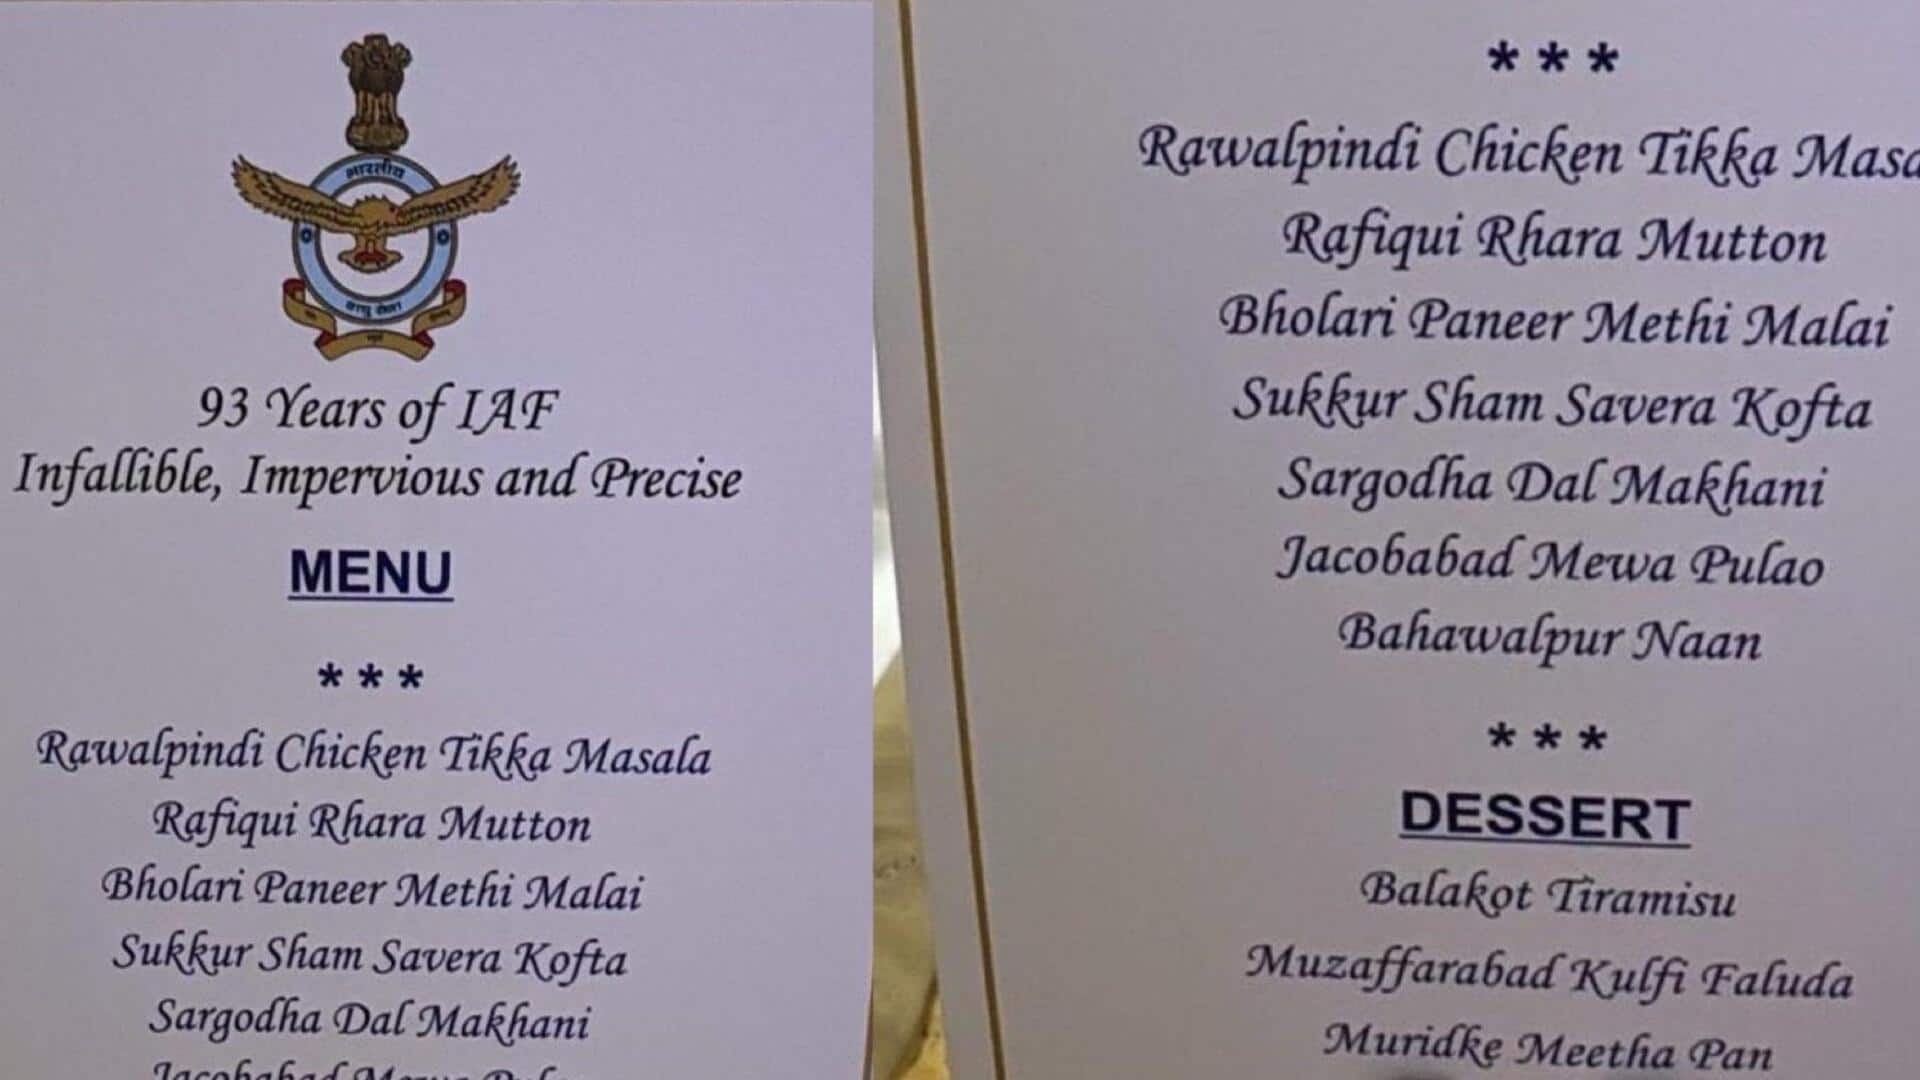 भारतीय
वायु सेना
93 Years of IAF
Infallible, Impervious and Precise
MENU
***
Rawalpindi Chicken Tikka Masala
Rafiqui Rhara Mutton
Bholari Paneer Methi Malai
Sukkur Sham Savera Kofta
Sargodha Dal Makhani
Jacobabad Mewa
***
Rawalpindi Chicken Tikka Masa
Rafiqui Rhara Mutton
Bholari Paneer Methi Malai
Sukkur Sham Savera Kofta
Sargodha Dal Makhani
Jacobabad Mewa Pulao
Bahawalpur Naan
***
DESSERT
Balakot Tiramisu
Muzaffarabad Kulfi Faluda
Muridke Meetha Pan